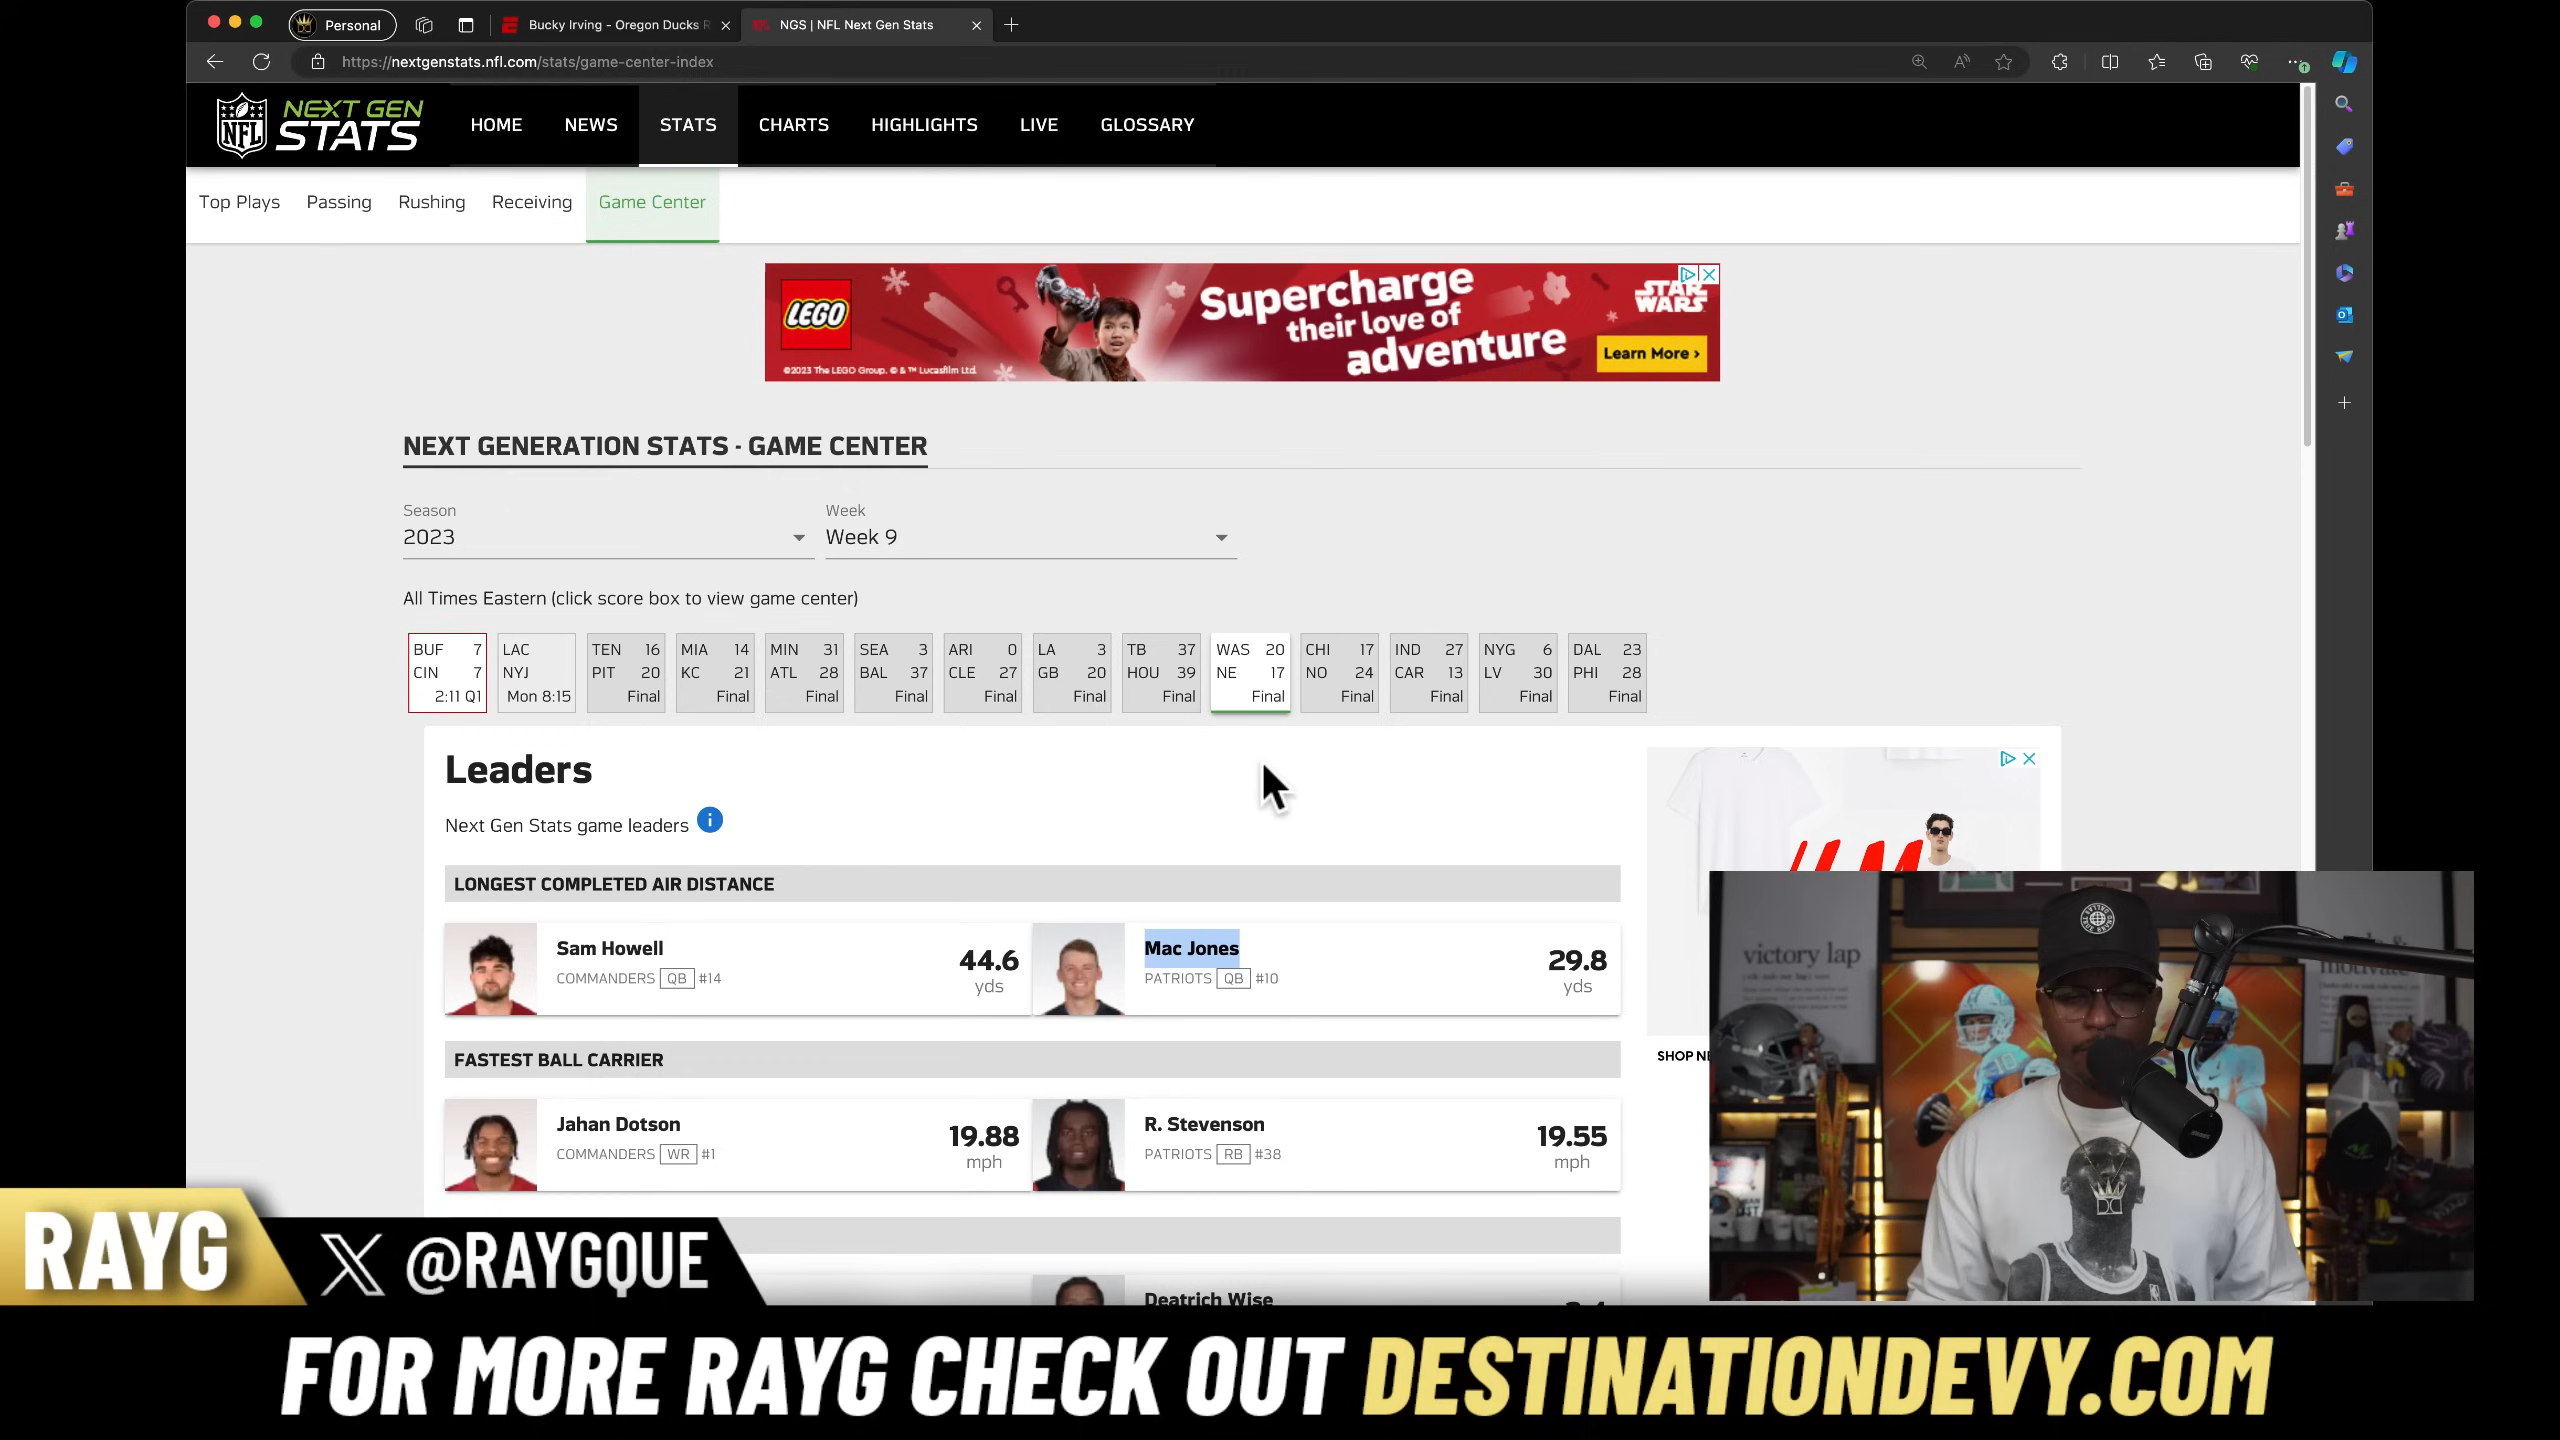 Personal
Bucky Irving - Oregon Ducks R
NGS | NFL Next Gen Stats
https://nextgenstats.nfl.com/stats/game-center-index
NFL
NEXT GEN
STATS
HOME NEWS STATS CHARTS HIGHLIGHTS LIVE GLOSSARY
Top Plays Passing Rushing Receiving Game Center
LEGO
Supercharge
their love of
adventure
STAR
WARS
Learn More ›
©2023 The LEGO Group. © & ™ Lucasfilm Ltd.
NEXT GENERATION STATS - GAME CENTER
Season
2023
Week
Week 9
All Times Eastern (click score box to view game center)
BUF 7
CIN 7
2:11 Q1
LAC
NYJ
Mon 8:15
TEN 16
PIT 20
Final
MIA 14
KC 21
Final
MIN 31
ATL 28
Final
SEA 3
BAL 37
Final
ARI 0
CLE 27
Final
LA 3
GB 20
Final
TB 37
HOU 39
Final
WAS 20
NE 17
Final
CHI 17
NO 24
Final
IND 27
CAR 13
Final
NYG 6
LV 30
Final
DAL 23
PHI 28
Final
Leaders
Next Gen Stats game leaders
LONGEST COMPLETED AIR DISTANCE
Sam Howell
COMMANDERS QB #14
44.6
yds
Mac Jones
PATRIOTS QB #10
29.8
yds
FASTEST BALL CARRIER
Jahan Dotson
COMMANDERS WR #1
19.88
mph
R. Stevenson
PATRIOTS RB #38
19.55
mph
Deatrich Wise
SHOP
victory lap
RAYG
X @RAYGQUE
FOR MORE RAYG CHECK OUT DESTINATIONDEVY.COM